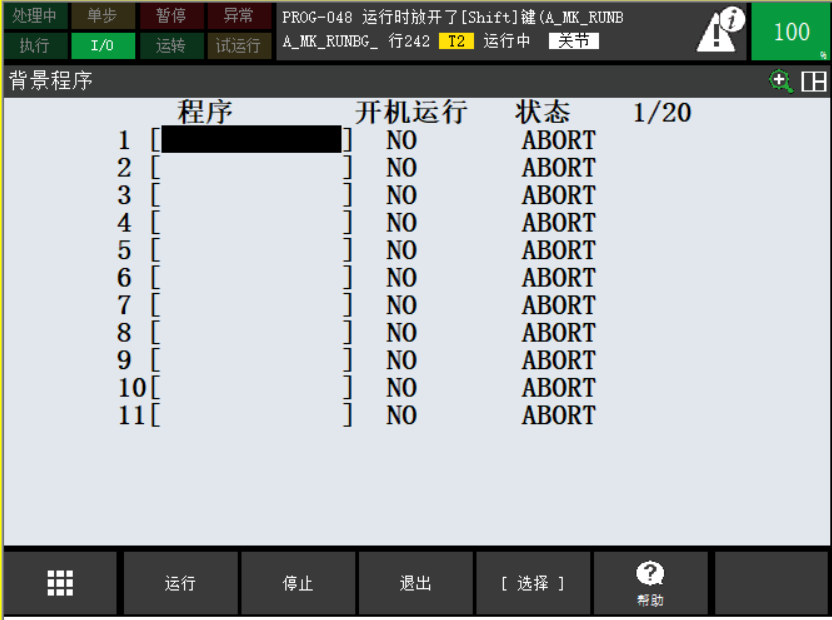 处理中 单步 暂停 异常 PROG-048 运行时放开了[Shift]键(A_MK_RUNB
执行 I/O 运转 试运行 A_MK_RUNBG_ 行242 T2 运行中 关节 100 %
背景程序
程序 开机运行 状态 1/20
1 [ ] NO ABORT
2 [ ] NO ABORT
3 [ ] NO ABORT
4 [ ] NO ABORT
5 [ ] NO ABORT
6 [ ] NO ABORT
7 [ ] NO ABORT
8 [ ] NO ABORT
9 [ ] NO ABORT
10[ ] NO ABORT
11[ ] NO ABORT
运行 停止 退出 [ 选择 ] ? 帮助